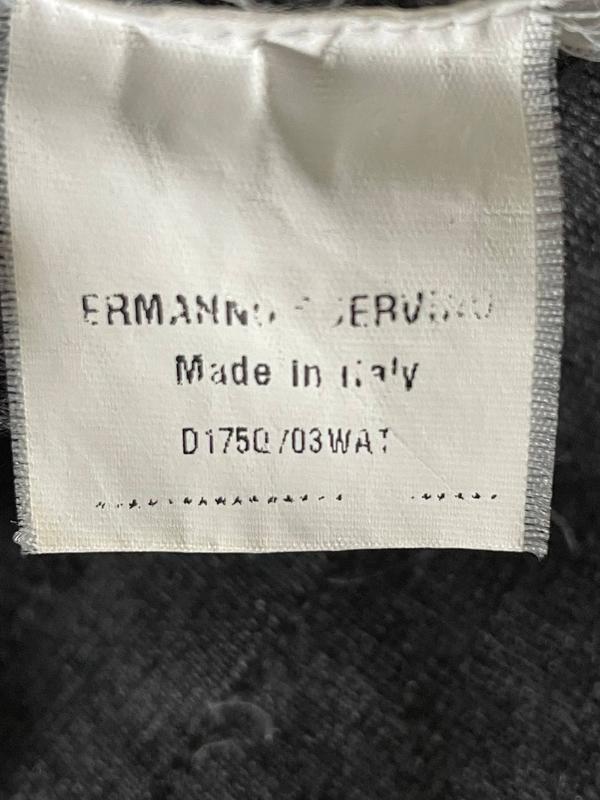 ERMANNO SCERVINO
Made in Italy
D175Q/03WAT